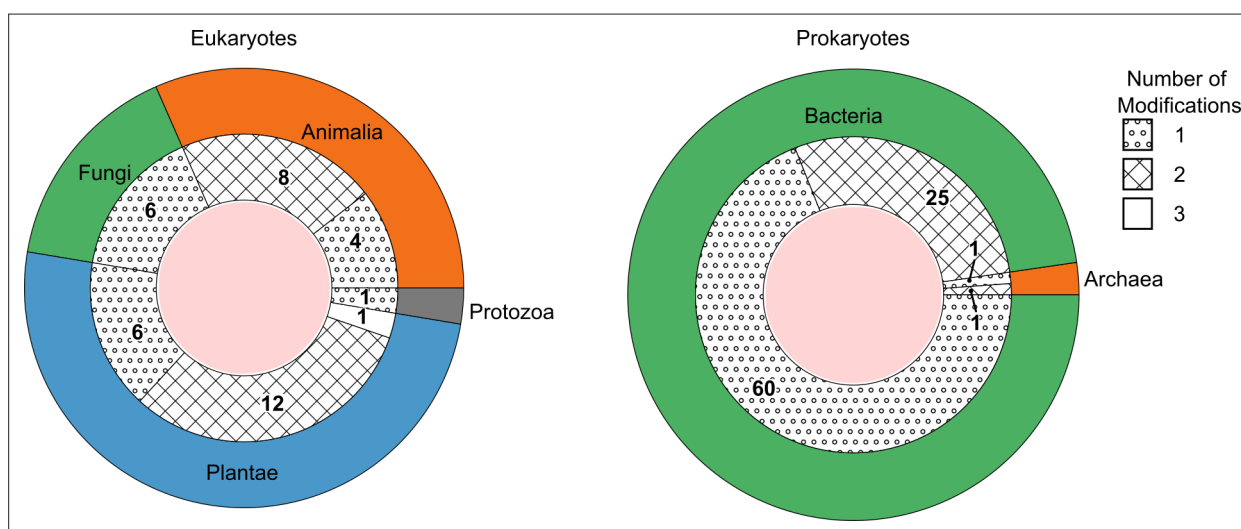 Eukaryotes
Prokaryotes
Number of
Modifications
1
2
3
Animalia
Fungi
8
6
4
1
1
Protozoa
6
12
Plantae
Bacteria
25
1
Archaea
1
60